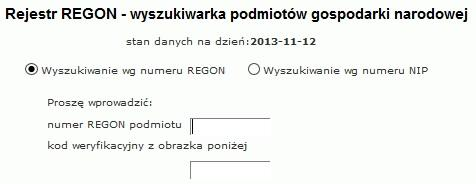 Rejestr REGON - wyszukiwarka podmiotów gospodarki narodowej
stan danych na dzień:2013-11-12
Wyszukiwanie wg numeru REGON Wyszukiwanie wg numeru NIP
Proszę wprowadzić:
numer REGON podmiotu
kod weryfikacyjny z obrazka poniżej